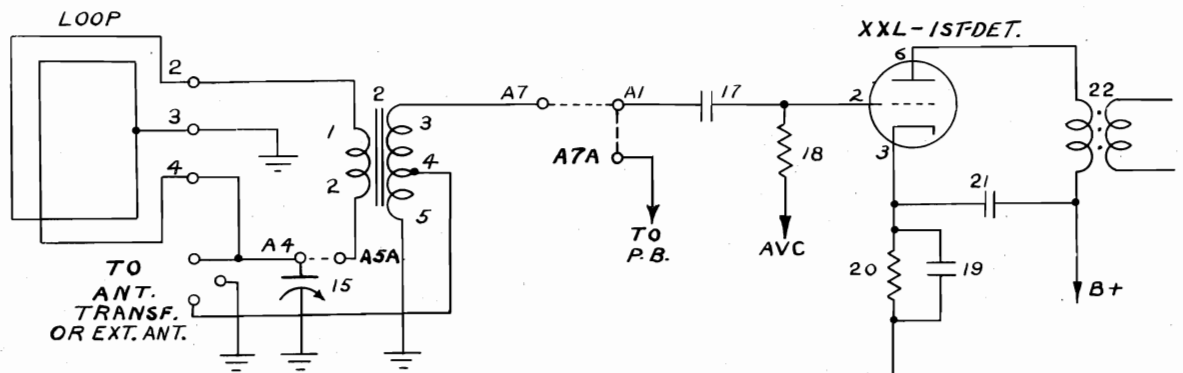 LOOP
2
3
4
TO
ANT.
TRANSF.
OR EXT. ANT.
A4
A5A
15
1
2
2
3
4
5
A7
A1
A7A
TO
P.B.
17
18
AVC
XXL-1ST-DET.
6
2
3
20
19
21
22
B+